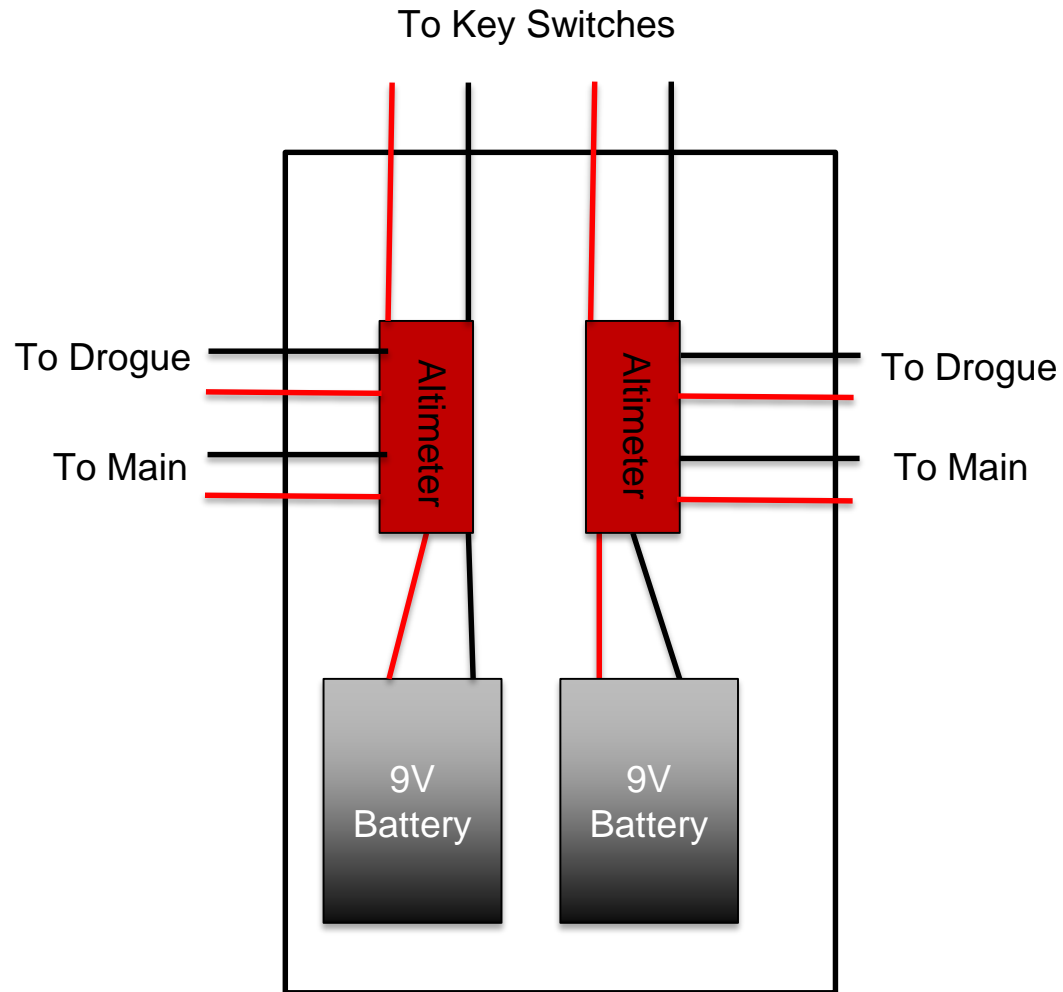 To Key Switches
To Drogue
To Main
Altimeter
Altimeter
To Drogue
To Main
9V
Battery
9V
Battery